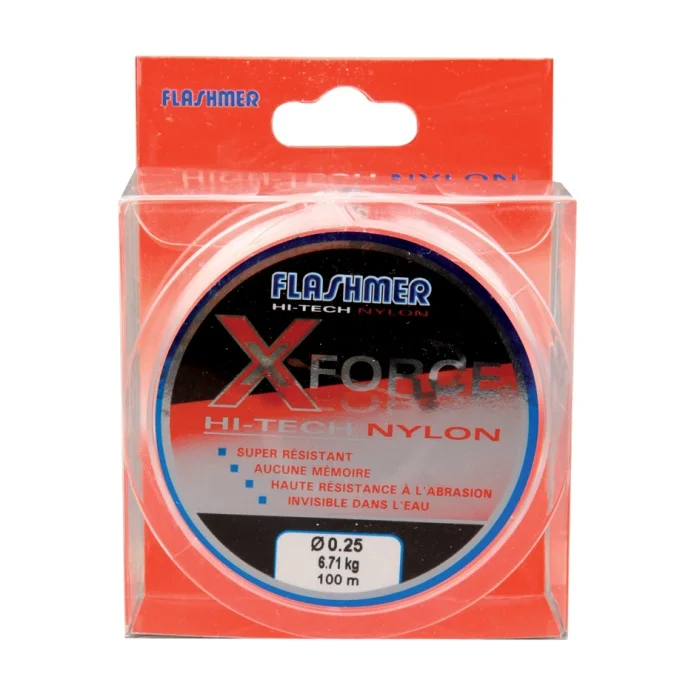 FLASHMER
HIGH-TECH NYLON
FLASHMER
HI-TECH NYLON
X-FORCE
HI-TECH NYLON
SUPER RÉSISTANT
AUCUNE MÉMOIRE
HAUTE RÉSISTANCE À L'ABRASION
INVISIBLE DANS L'EAU
Ø 0.25
6.71 kg
100 m